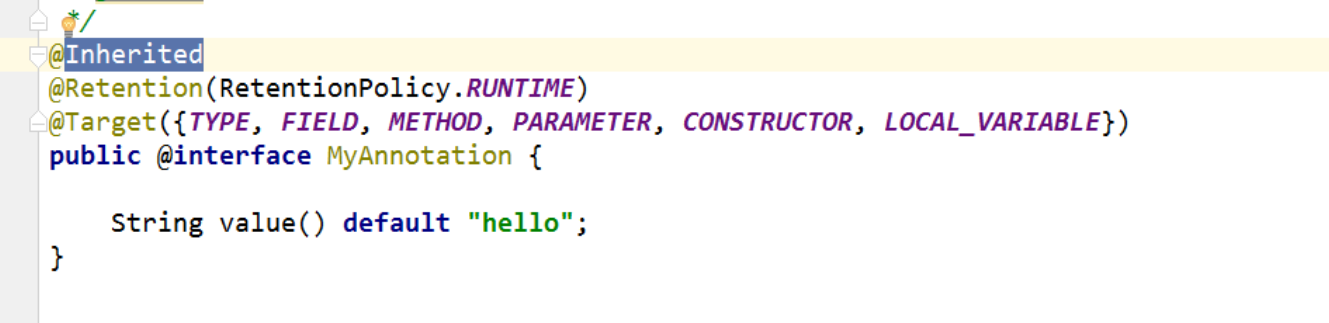 */
@Inherited
@Retention(RetentionPolicy.RUNTIME)
@Target({TYPE, FIELD, METHOD, PARAMETER, CONSTRUCTOR, LOCAL_VARIABLE})
public @interface MyAnnotation {
String value() default "hello";
}